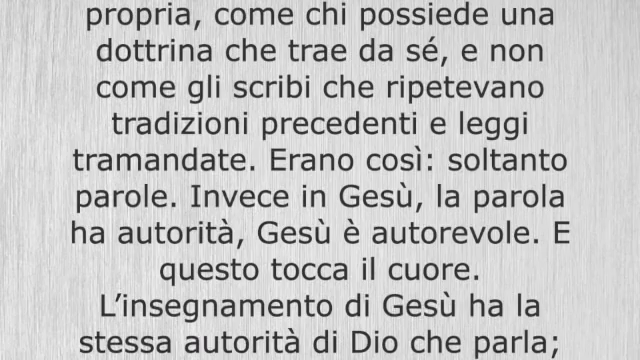 propria, come chi possiede una
dottrina che trae da sé, e non
come gli scribi che ripetevano
tradizioni precedenti e leggi
tramandate. Erano così: soltanto
parole. Invece in Gesù, la parola
ha autorità, Gesù è autorevole. E
questo tocca il cuore.
L’insegnamento di Gesù ha la
stessa autorità di Dio che parla;